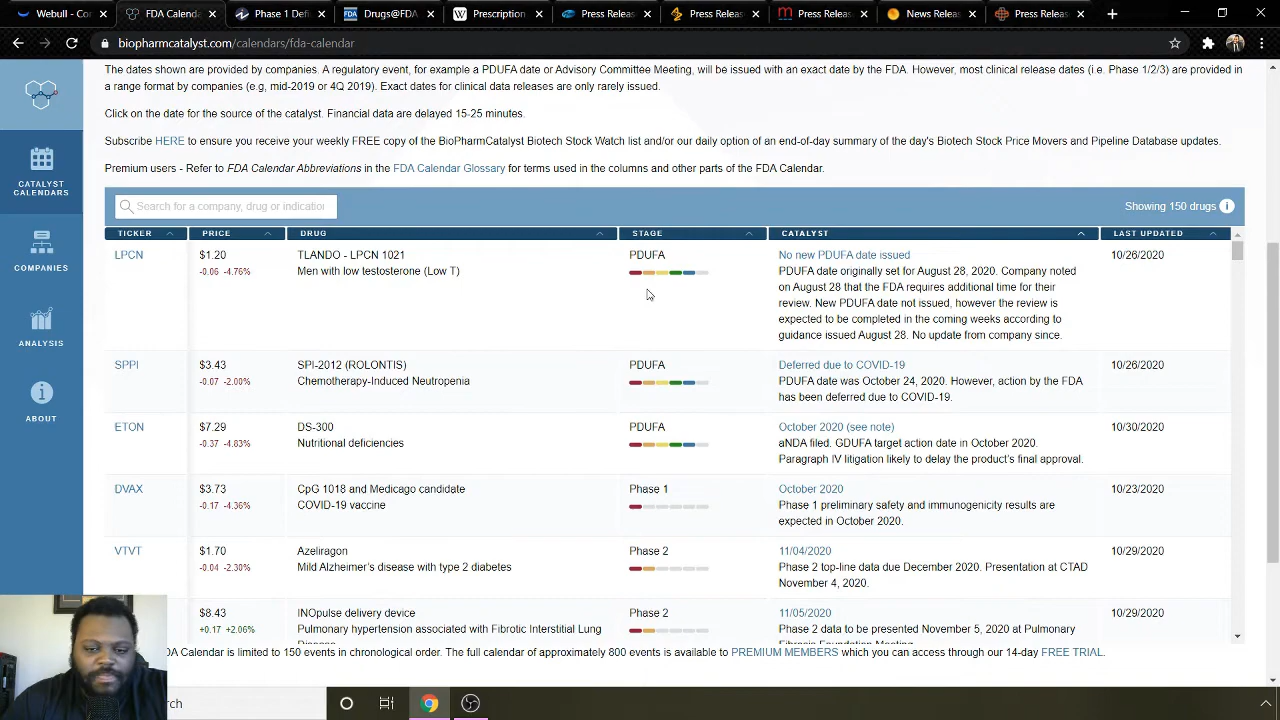 Webull - Co
FDA Calenda
Phase 1 Defi
FDA
Drugs@FDA
W
Prescription
Press Releas
Press Releas
m
Press Releas
News Releas
Press Releas
biopharmcatalyst.com/calendars/fda-calendar
The dates shown are provided by companies. A regulatory event, for example a PDUFA date or Advisory Committee Meeting, will be issued with an exact date by the FDA. However, most clinical release dates (i e. Phase 1/2/3) are provided in
a range format by companies (e.g, mid-2019 or 4Q 2019). Exact dates for clinical data releases are only rarely issued.
Click on the date for the source of the catalyst. Financial data are delayed 15-25 minutes.
Subscribe HERE to ensure you receive your weekly FREE copy of the BioPharmCatalyst Biotech Stock Watch list and/or our daily option of an end-of-day summary of the day's Biotech Stock Price Movers and Pipeline Database updates.
Premium users - Refer to FDA Calendar Abbreviations in the FDA Calendar Glossary for terms used in the columns and other parts of the FDA Calendar.
CATALYST
CALENDARS
COMPANIES
ANALYSIS
ABOUT
Search for a company, drug or indication
Showing 150 drugs i
TICKER PRICE DRUG STAGE CATALYST LAST UPDATED
LPCN $1.20 TLANDO - LPCN 1021 PDUFA No new PDUFA date issued 10/26/2020
-0.06 -4.76% Men with low testosterone (Low T) PDUFA date originally set for August 28, 2020. Company noted
on August 28 that the FDA requires additional time for their
review. New PDUFA date not issued, however the review is
expected to be completed in the coming weeks according to
guidance issued August 28. No update from company since.
SPPI $3.43 SPI-2012 (ROLONTIS) PDUFA Deferred due to COVID-19 10/26/2020
-0.07 -2.00% Chemotherapy-Induced Neutropenia PDUFA date was October 24, 2020. However, action by the FDA
has been deferred due to COVID-19.
ETON $7.29 DS-300 PDUFA October 2020 (see note) 10/30/2020
-0.37 -4.83% Nutritional deficiencies aNDA filed. GDUFA target action date in October 2020.
Paragraph IV litigation likely to delay the product's final approval.
DVAX $3.73 CpG 1018 and Medicago candidate Phase 1 October 2020 10/23/2020
-0.17 -4.36% COVID-19 vaccine Phase 1 preliminary safety and immunogenicity results are
expected in October 2020.
VTVT $1.70 Azeliragon Phase 2 11/04/2020 10/29/2020
-0.04 -2.30% Mild Alzheimer's disease with type 2 diabetes Phase 2 top-line data due December 2020. Presentation at CTAD
November 4, 2020.
$8.43 INOpulse delivery device Phase 2 11/05/2020 10/29/2020
+0.17 +2.06% Pulmonary hypertension associated with Fibrotic Interstitial Lung Phase 2 data to be presented November 5, 2020 at Pulmonary
DA Calendar is limited to 150 events in chronological order. The full calendar of approximately 800 events is available to PREMIUM MEMBERS which you can access through our 14-day FREE TRIAL.
rch